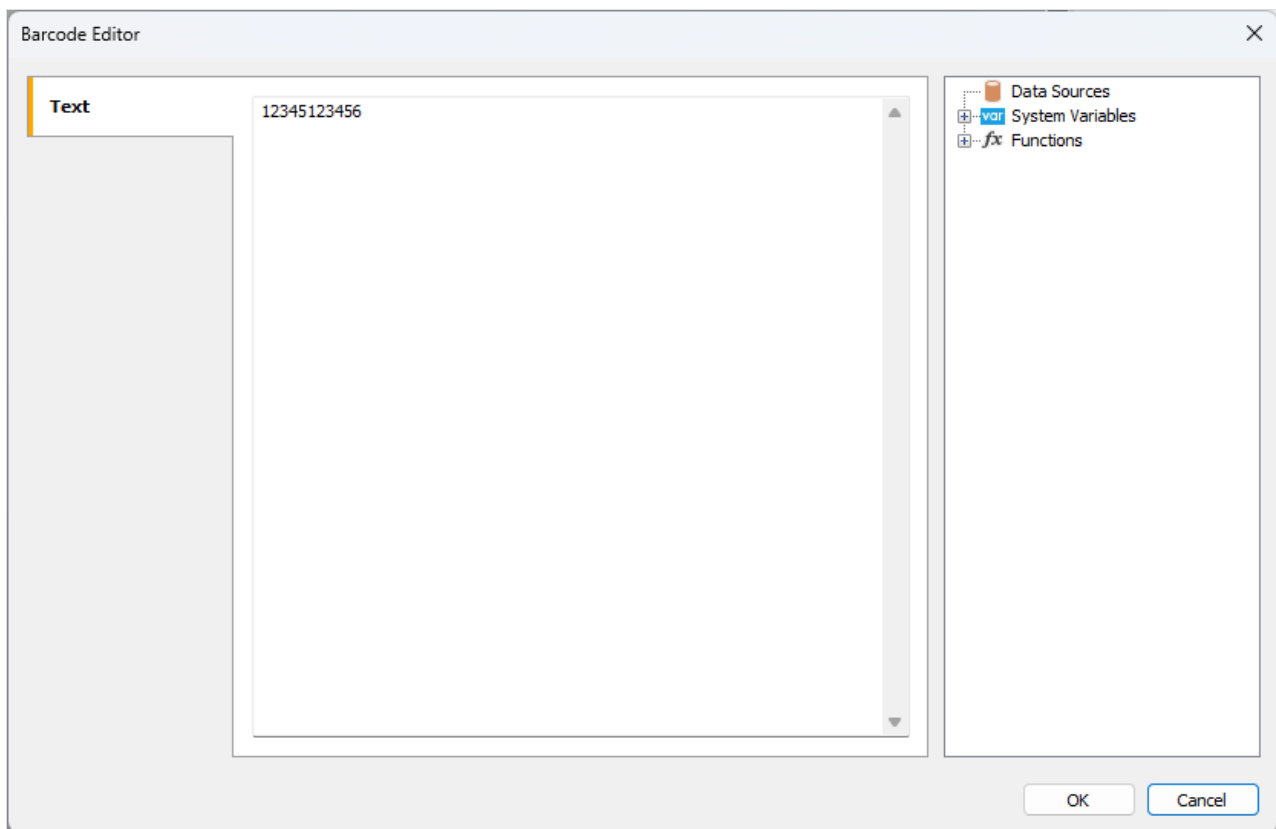 Barcode Editor
Text
12345123456
Data Sources
var System Variables
fx Functions
OK
Cancel